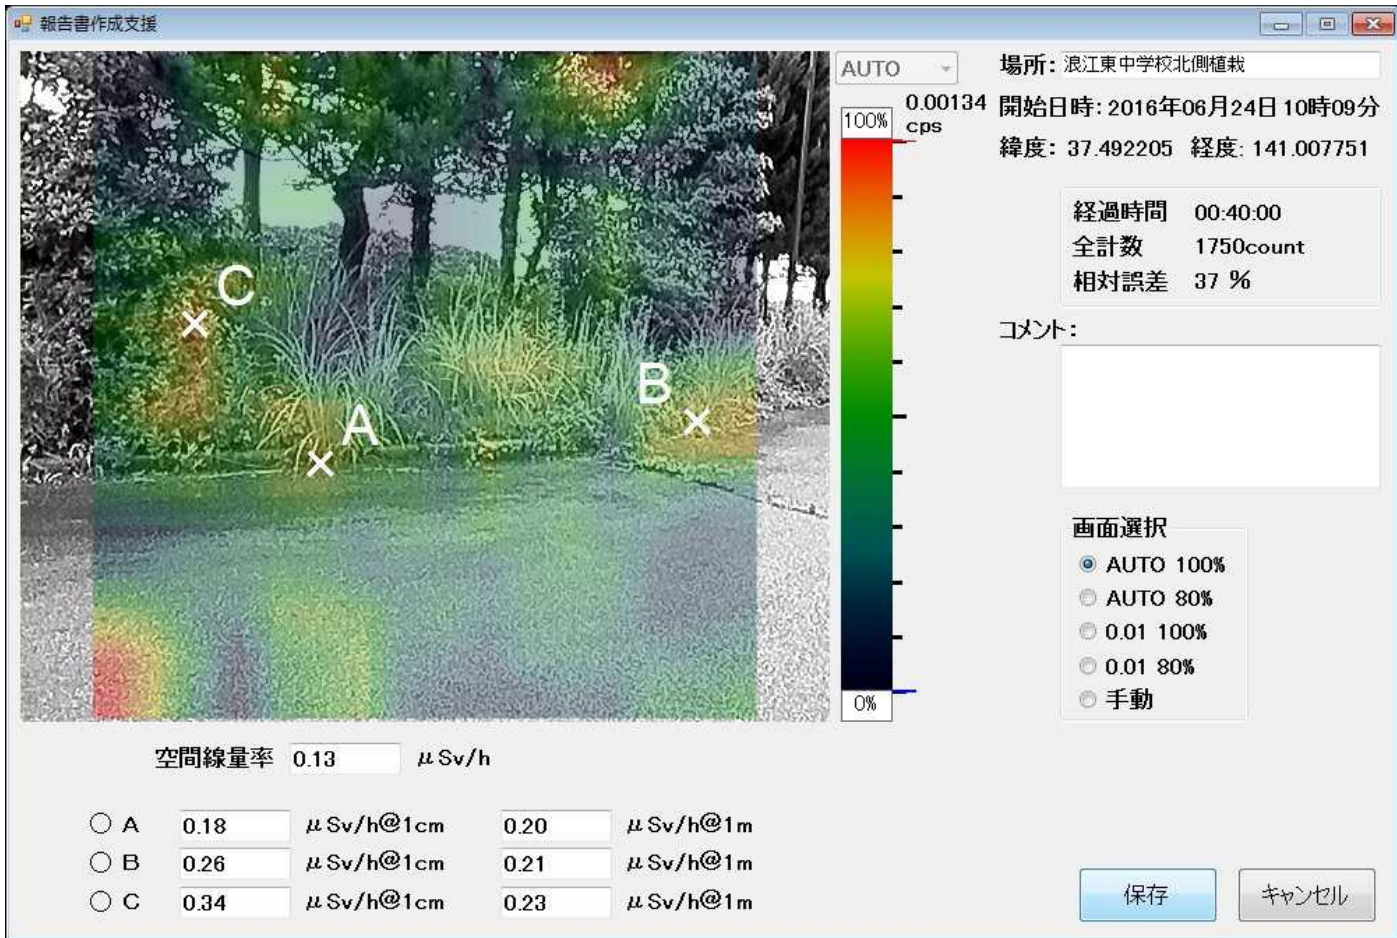 報告書作成支援
C
A
B
AUTO
100%
0.00134
cps
0%
場所: 浪江東中学校北側植栽
開始日時: 2016年06月24日 10時09分
緯度: 37.492205 経度: 141.007751
経過時間 00:40:00
全計数 1750count
相対誤差 37 %
コメント:
画面選択
AUTO 100%
AUTO 80%
0.01 100%
0.01 80%
手動
空間線量率 0.13 μSv/h
A 0.18 μSv/h@1cm 0.20 μSv/h@1m
B 0.26 μSv/h@1cm 0.21 μSv/h@1m
C 0.34 μSv/h@1cm 0.23 μSv/h@1m
保存 キャンセル